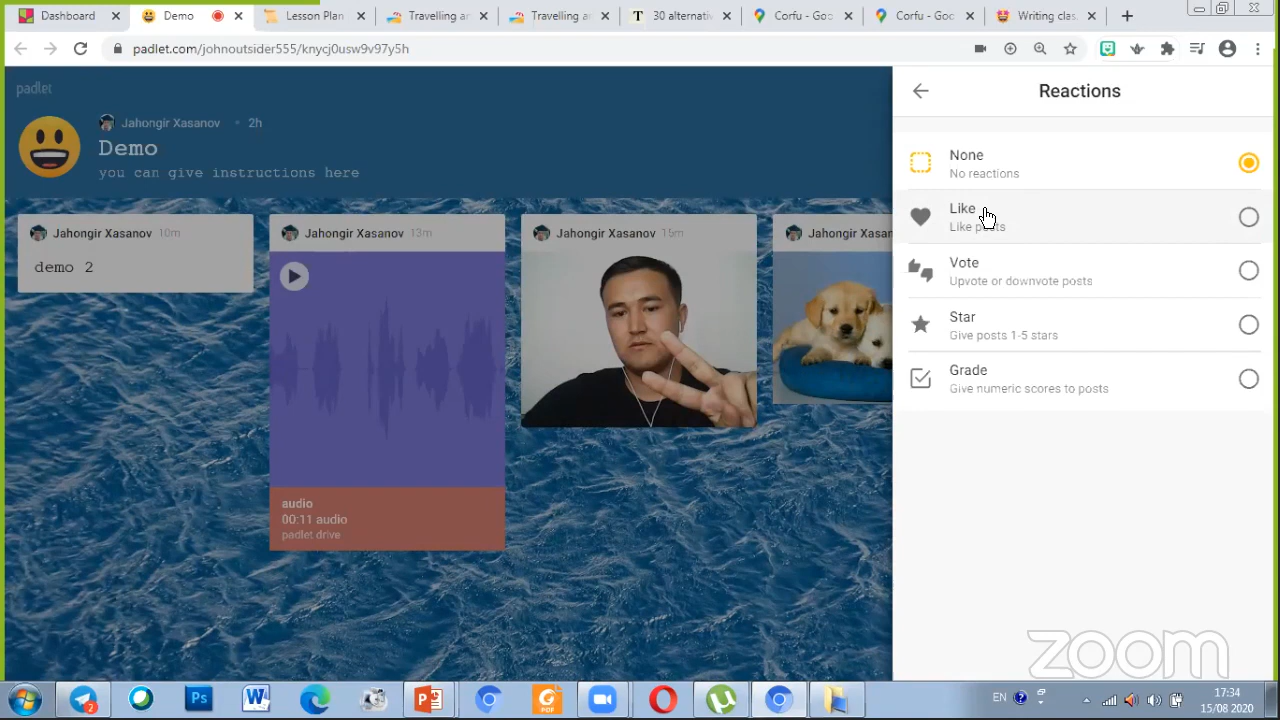 Dashboard
Demo
Lesson Plan
Travelling ar
Travelling ar
T
30 alternativ
Corfu - Goo
Corfu - Goo
Writing clas
padlet.com/johnoutsider555/knycj0usw9v97y5h
padlet
Jahongir Xasanov • 2h
Demo
you can give instructions here
Jahongir Xasanov 10m
demo 2
Jahongir Xasanov 13m
audio
00:11 audio
padlet drive
Jahongir Xasanov 15m
Jahongir Xasan
Reactions
None
No reactions
Like
Like posts
Vote
Upvote or downvote posts
Star
Give posts 1-5 stars
Grade
Give numeric scores to posts
zoom
2
Ps
W
P
PDF
EN
17:34
15/08 2020